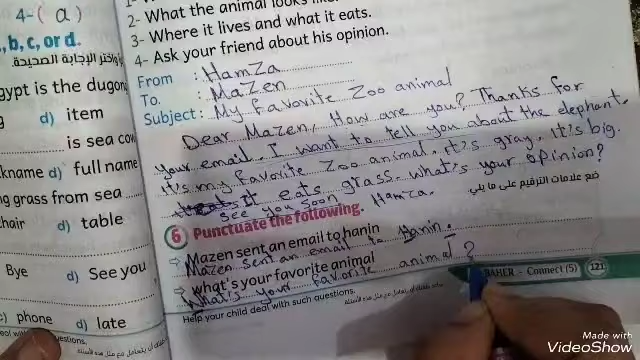 4-( a )
b, c, or d.
اختر الإجابة الصحيحة
gypt is the dugon
d) item
is sea cow
kname d) full name
ng grass from sea
hair d) table
Bye d) See you
phone d) late
2- What the animal looks
3- Where it lives and what it eats.
4- Ask your friend about his opinion.
From : HamZa
To. : MaZen
Subject : My favorite Zoo animal
Dear MaZen, How are you? Thanks for
your email. I want to tell you about the elephant.
It's my favorite Zoo animal. It's gray. It's big.
It eats grass. what's your opinion?
See you soon
HamZa.
ضع علامات الترقيم على ما يلي
6 Punctuate the following.
Mazen sent an email to hanin
Mazen sent an email to Hanin.
what's your favorite animal
What's your favorite animal?
Help your child deal with such questions.
BAHER - Connect (5) 121
Made with
VideoShow